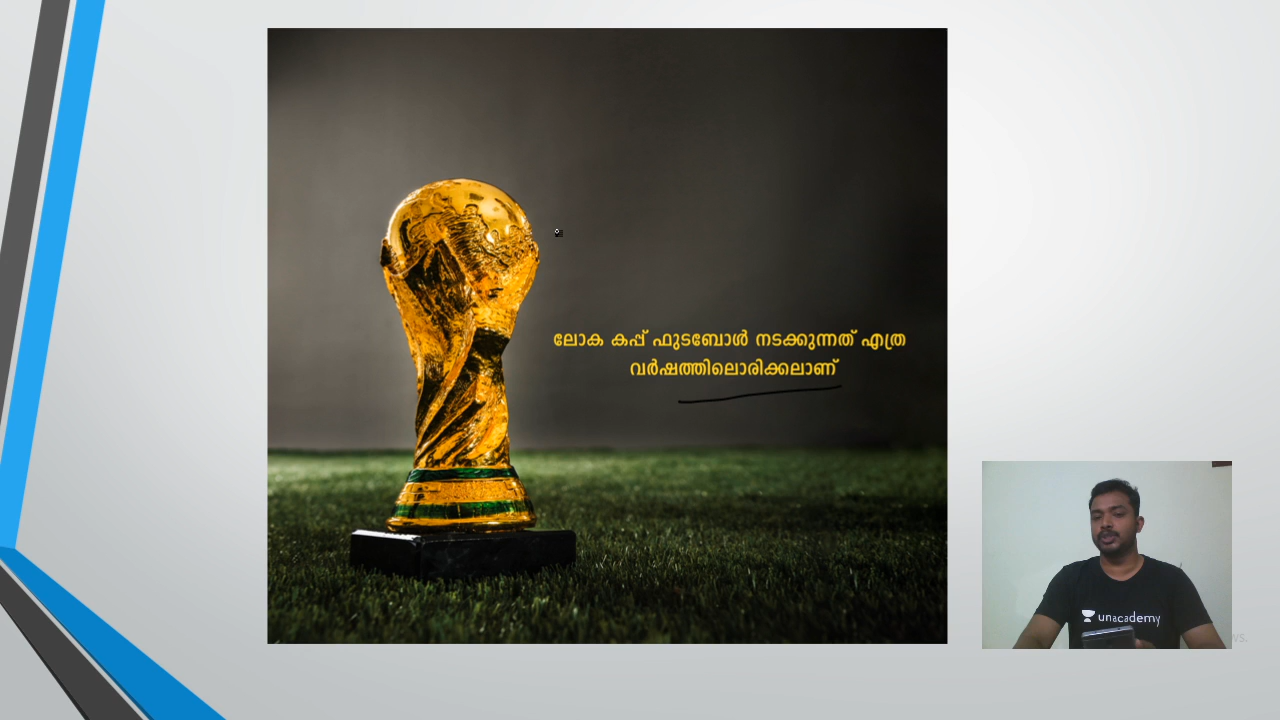 ലോക കപ്പ് ഫുടബോൾ നടക്കുന്നത് എത്ര
വർഷത്തിലൊരിക്കലാണ്
unacademy